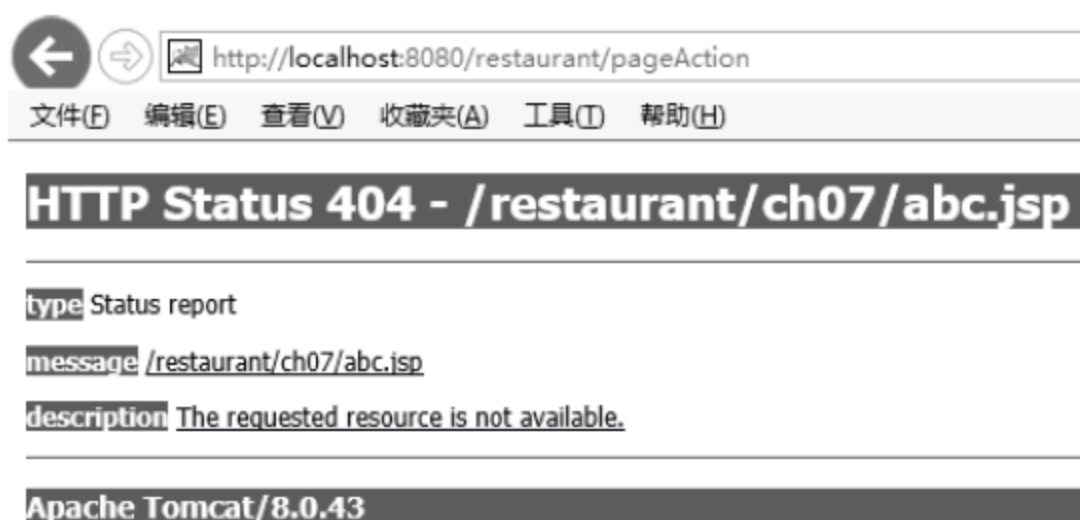 http://localhost:8080/restaurant/pageAction
文件(F) 编辑(E) 查看(V) 收藏夹(A) 工具(T) 帮助(H)
HTTP Status 404 - /restaurant/ch07/abc.jsp
type Status report
message /restaurant/ch07/abc.jsp
description The requested resource is not available.
Apache Tomcat/8.0.43